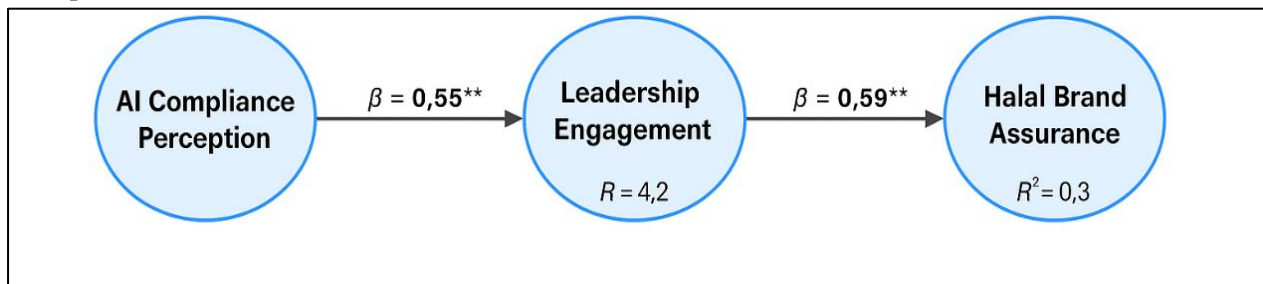 AI Compliance
Perception
β = 0,55**
Leadership
Engagement
R = 4,2
β = 0,59**
Halal Brand
Assurance
R² = 0,3